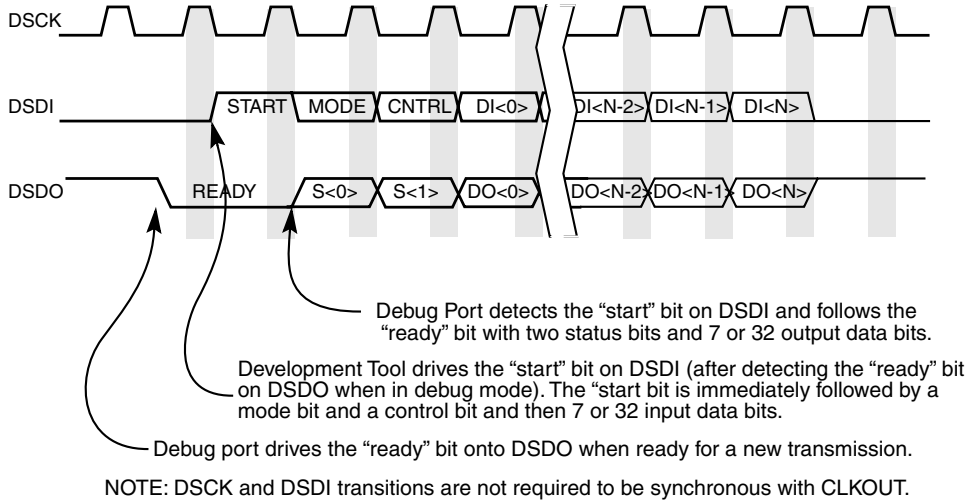 DSCK
DSDI
START MODE CNTRL DI<0> DI<N-2> DI<N-1> DI<N>
DSDO
READY S<0> S<1> DO<0> DO<N-2> DO<N-1> DO<N>
Debug Port detects the “start” bit on DSDI and follows the
“ready” bit with two status bits and 7 or 32 output data bits.
Development Tool drives the “start” bit on DSDI (after detecting the “ready” bit
on DSDO when in debug mode). The “start bit is immediately followed by a
mode bit and a control bit and then 7 or 32 input data bits.
Debug port drives the “ready” bit onto DSDO when ready for a new transmission.
NOTE: DSCK and DSDI transitions are not required to be synchronous with CLKOUT.